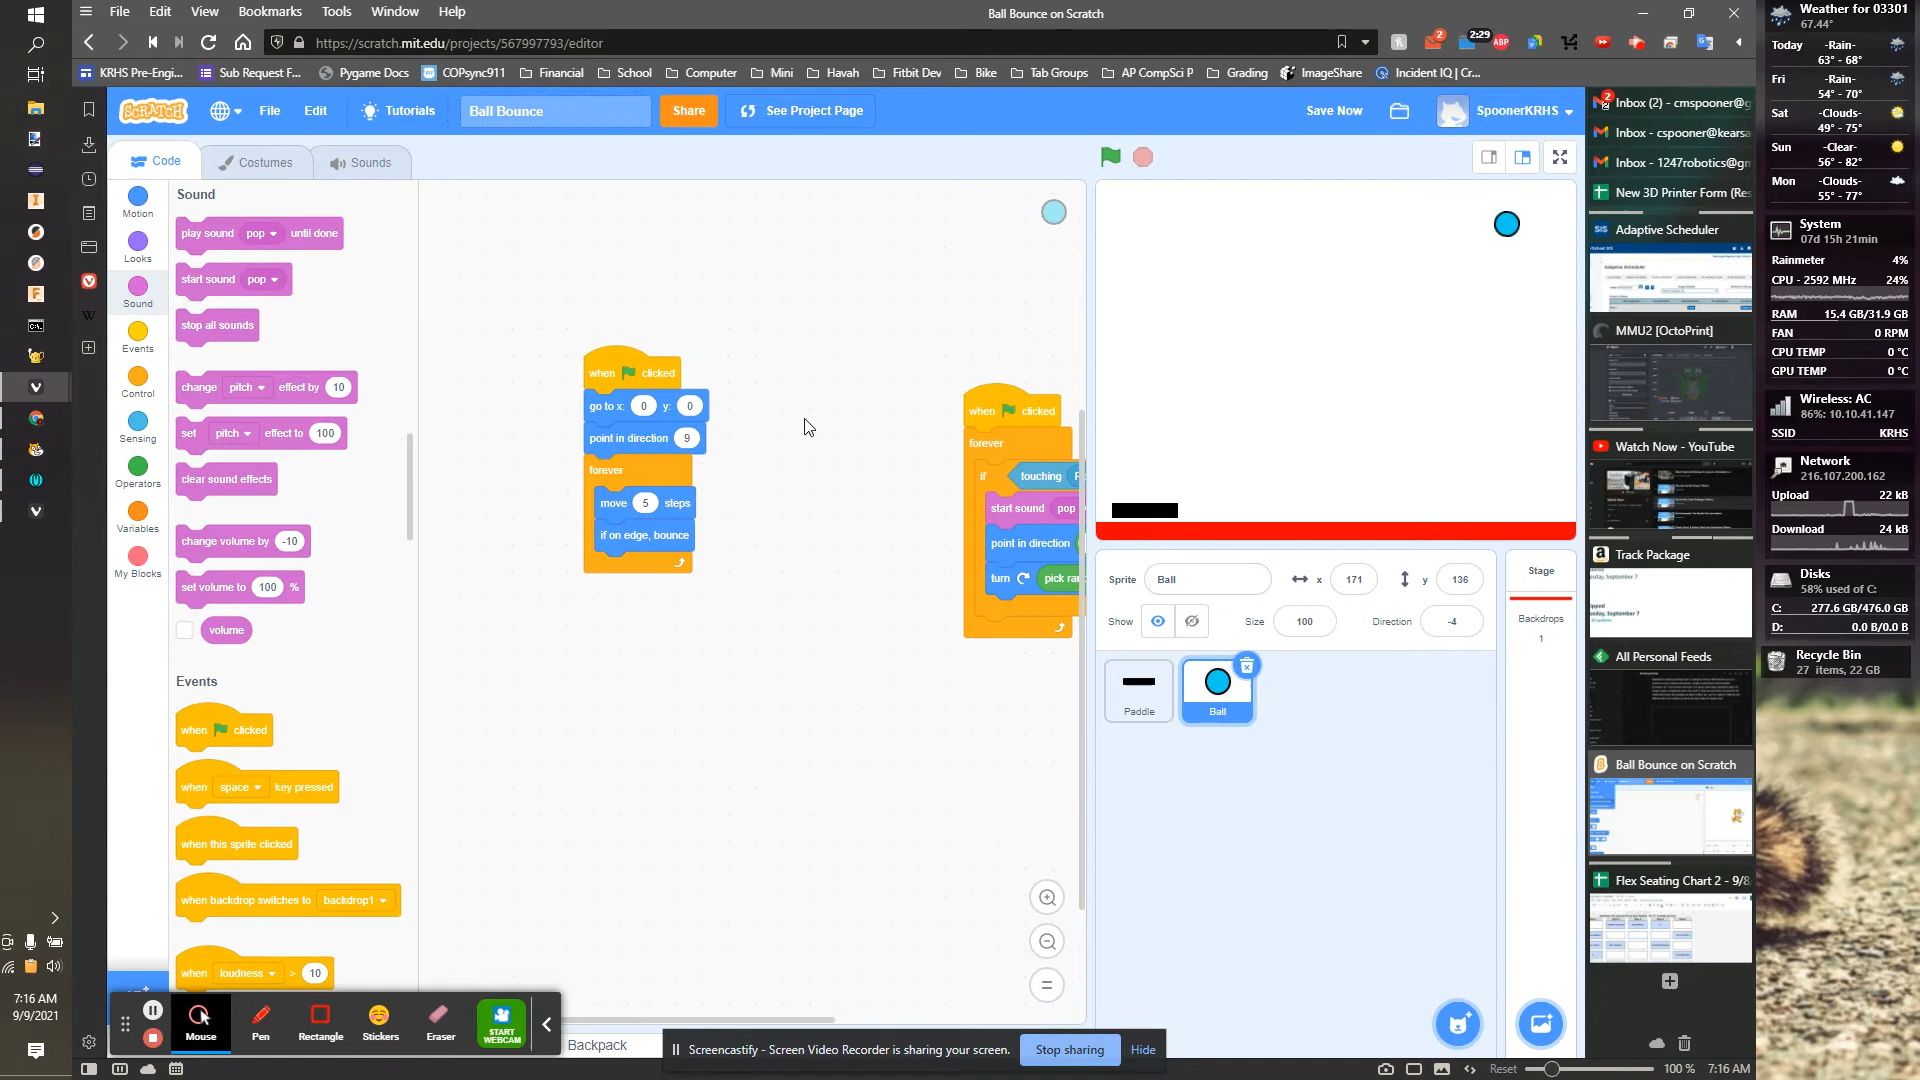 File Edit View Bookmarks Tools Window Help
Ball Bounce on Scratch
https://scratch.mit.edu/projects/567997793/editor
2
2:29
ABP
KRHS Pre-Engi...
Sub Request F...
Pygame Docs
COPsync911
Financial
School
Computer
Mini
Havah
Fitbit Dev
Bike
Tab Groups
AP CompSci P
Grading
ImageShare
Incident IQ | Cr...
SCRATCH
File
Edit
Tutorials
Ball Bounce
Share
See Project Page
Save Now
SpoonerKRHS
Code
Costumes
Sounds
Motion
Looks
Sound
Events
Control
Sensing
Operators
Variables
My Blocks
Sound
play sound pop until done
start sound pop
stop all sounds
change pitch effect by 10
set pitch effect to 100
clear sound effects
change volume by -10
set volume to 100 %
volume
Events
when clicked
when space key pressed
when this sprite clicked
when backdrop switches to backdrop1
when loudness > 10
when clicked
go to x: 0 y: 0
point in direction 9
forever
move 5 steps
if on edge, bounce
when clicked
forever
if touching
start sound pop
point in direction
turn pick ran
Sprite Ball x 171 y 136
Show Size 100 Direction -4
Paddle
Ball
Stage
Backdrops
1
Mouse
Pen
Rectangle
Stickers
Eraser
START
WEBCAM
Backpack
Screencastify - Screen Video Recorder is sharing your screen.
Stop sharing
Hide
2
Inbox (2) - cmspooner@g
Inbox - cspooner@kearsa
Inbox - 1247robotics@gm
New 3D Printer Form (Res
SIS Adaptive Scheduler
MMU2 [OctoPrint]
Watch Now - YouTube
Track Package
sday, September 7
ipped
sday, September 7
All Personal Feeds
Ball Bounce on Scratch
Flex Seating Chart 2 - 9/8
Weather for 03301
67.44°
Today -Rain-
63° - 68°
Fri -Rain-
54° - 70°
Sat -Clouds-
49° - 75°
Sun -Clear-
56° - 82°
Mon -Clouds-
55° - 77°
System
07d 15h 21min
Rainmeter 4%
CPU - 2592 MHz 24%
RAM 15.4 GB/31.9 GB
FAN 0 RPM
CPU TEMP 0 °C
GPU TEMP 0 °C
Wireless: AC
86%: 10.10.41.147
SSID KRHS
Network
216.107.200.162
Upload 22 kB
Download 24 kB
Disks
58% used of C:
C: 277.6 GB/476.0 GB
D: 0.0 B/0.0 B
Recycle Bin
27 items, 22 GB
7:16 AM
9/9/2021
Reset 100 % 7:16 AM